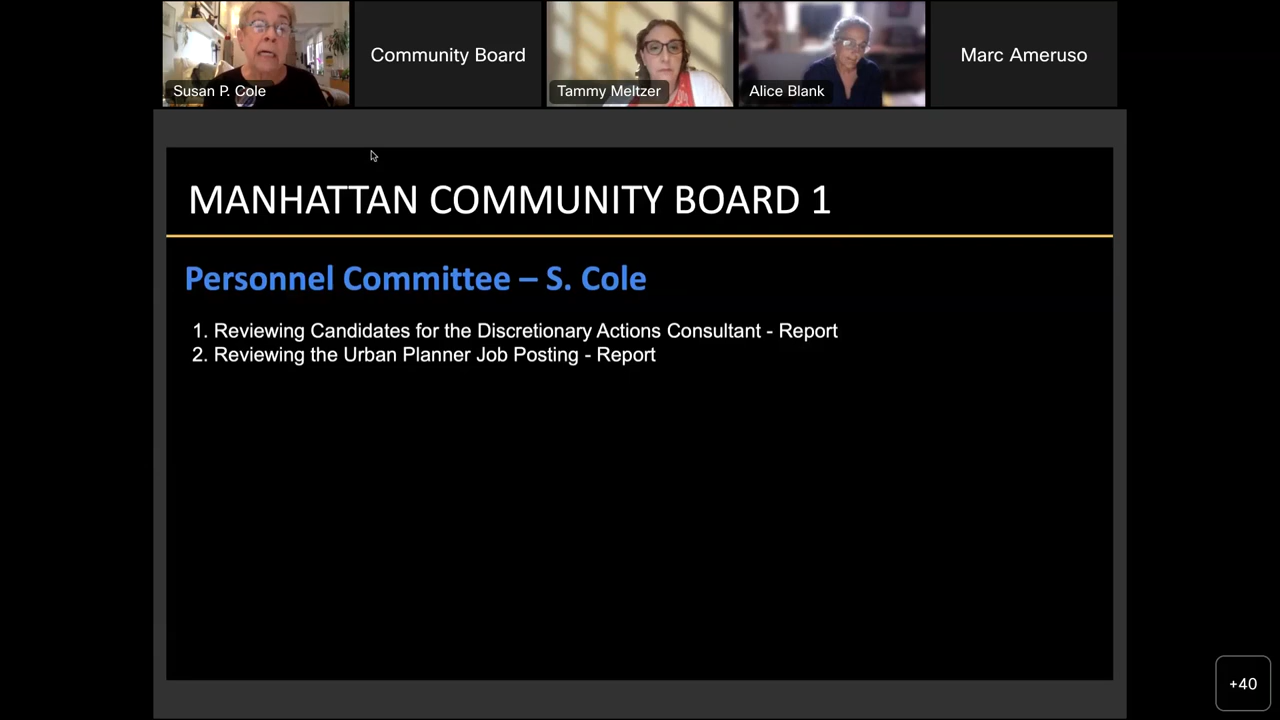 Susan P. Cole
Community Board
Tammy Meltzer
Alice Blank
Marc Ameruso
MANHATTAN COMMUNITY BOARD 1
Personnel Committee – S. Cole
1. Reviewing Candidates for the Discretionary Actions Consultant - Report
2. Reviewing the Urban Planner Job Posting - Report
+40